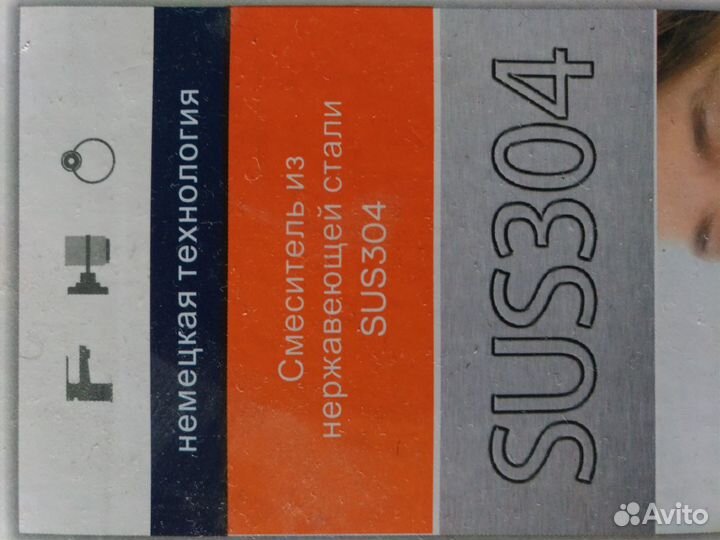 немецкая технология
Смеситель из
нержавеющей стали
SUS304
SUS304
Avito